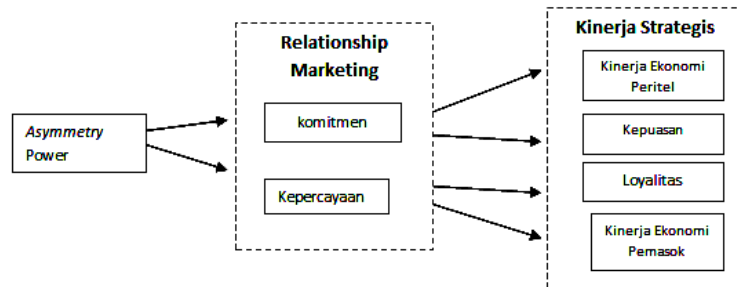 Asymmetry
Power
Relationship
Marketing
komitmen
Kepercayaan
Kinerja Strategis
Kinerja Ekonomi
Peritel
Kepuasan
Loyalitas
Kinerja Ekonomi
Pemasok